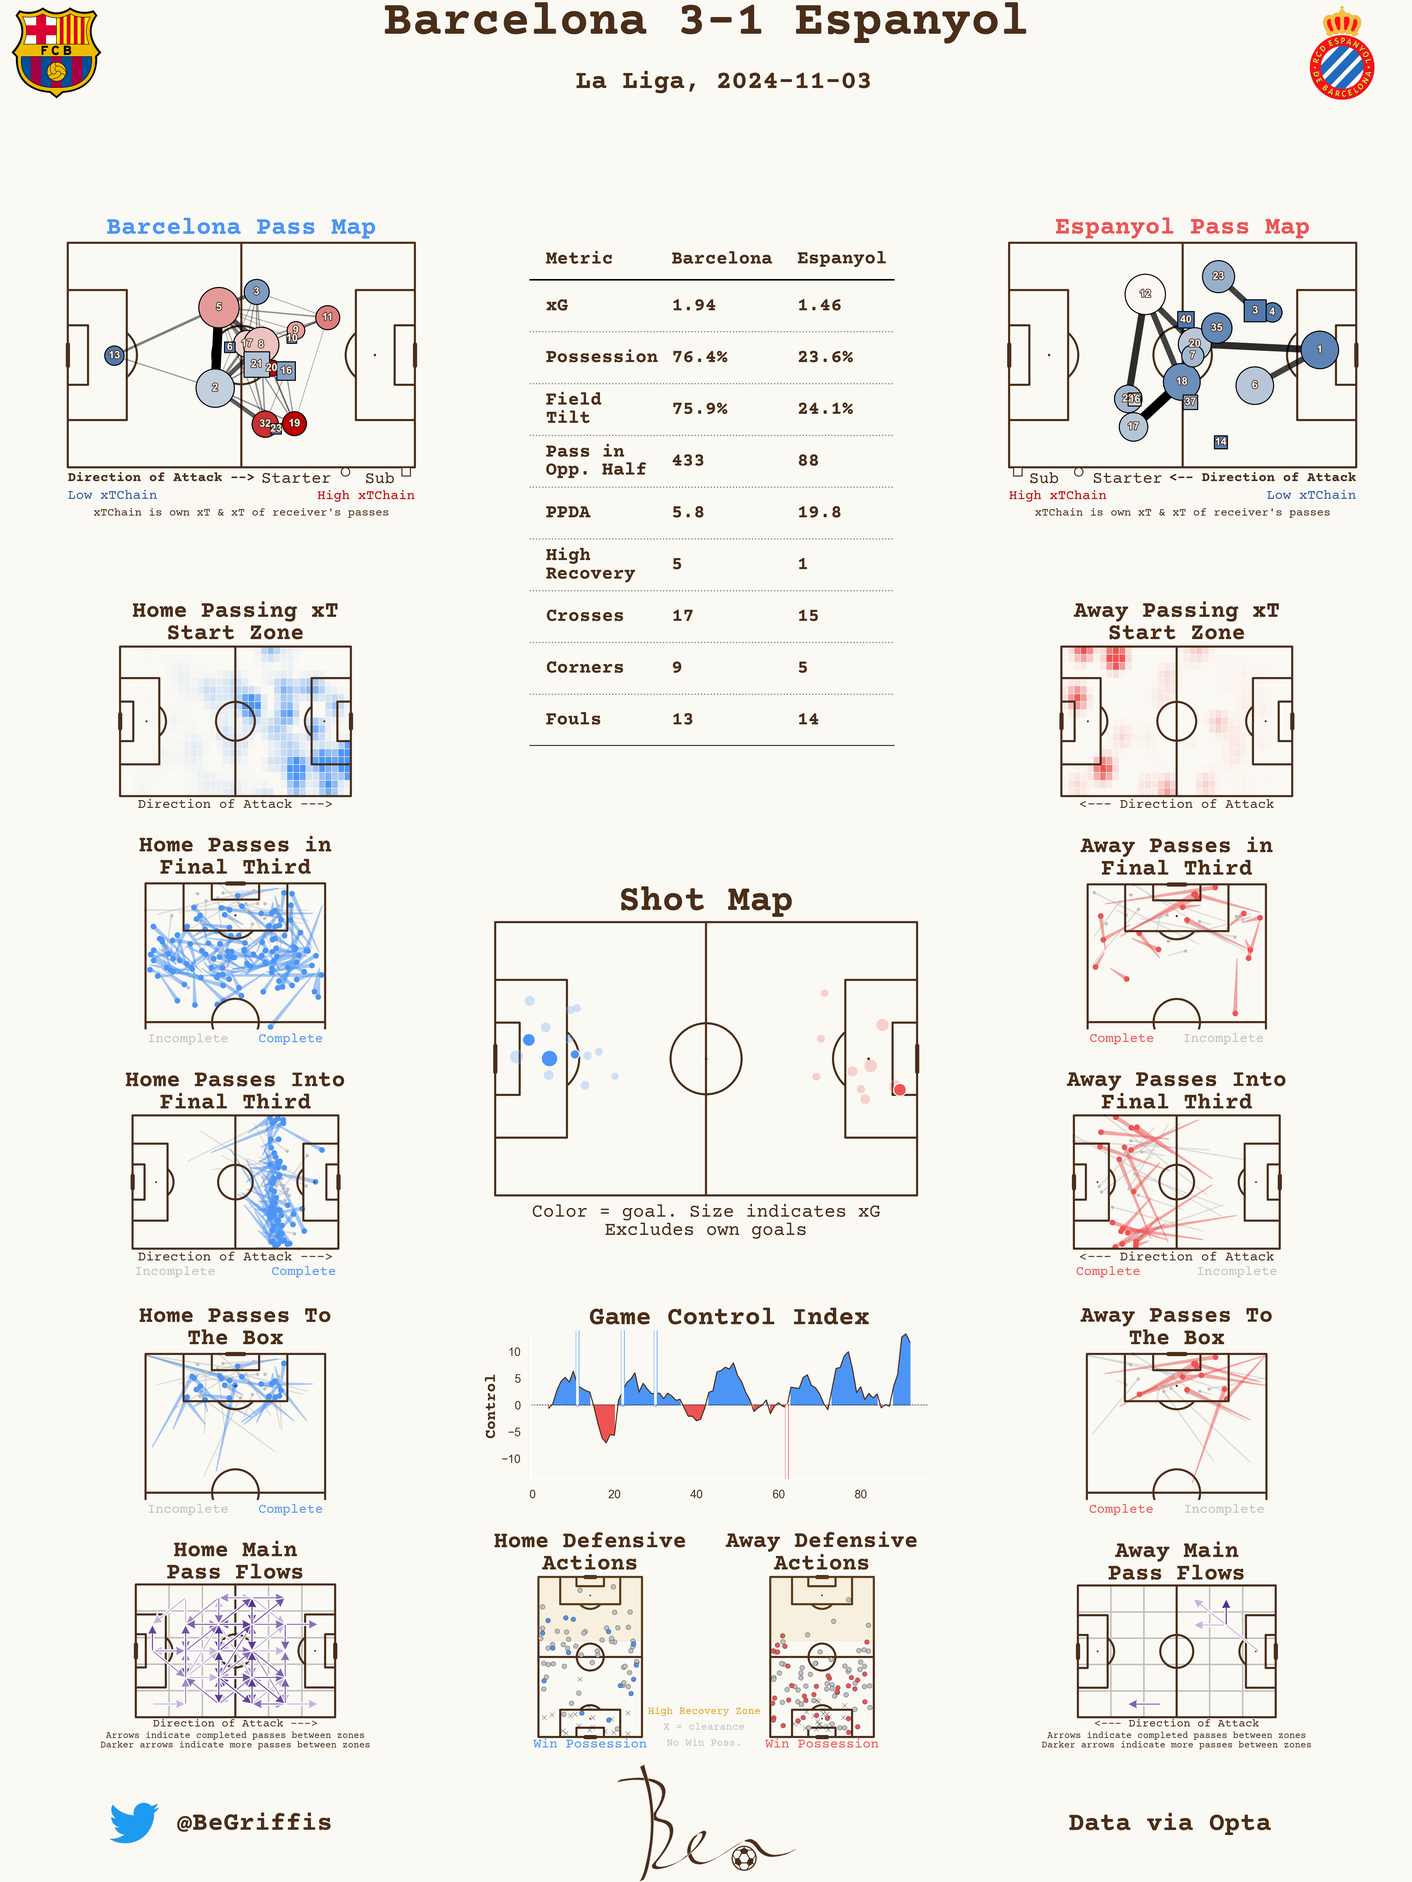 Barcelona 3-1 Espanyol
La Liga, 2024-11-03
FCB
RCD ESPANYOL
DE BARCELONA
Barcelona Pass Map
5
3
11
9
10
17
8
6
13
21
20
16
2
32
23
19
Direction of Attack --> Starter Sub
Low xTChain High xTChain
xTChain is own xT & xT of receiver's passes
Metric Barcelona Espanyol
xG 1.94 1.46
Possession 76.4% 23.6%
Field
Tilt 75.9% 24.1%
Pass in
Opp. Half 433 88
PPDA 5.8 19.8
High
Recovery 5 1
Crosses 17 15
Corners 9 5
Fouls 13 14
Espanyol Pass Map
23
12
3
4
40
35
20
7
1
18
6
16
37
17
14
Sub Starter <-- Direction of Attack
High xTChain Low xTChain
xTChain is own xT & xT of receiver's passes
Home Passing xT
Start Zone
Direction of Attack --->
Away Passing xT
Start Zone
<--- Direction of Attack
Home Passes in
Final Third
Incomplete Complete
Away Passes in
Final Third
Complete Incomplete
Shot Map
Color = goal. Size indicates xG
Excludes own goals
Home Passes Into
Final Third
Direction of Attack --->
Incomplete Complete
Away Passes Into
Final Third
<--- Direction of Attack
Complete Incomplete
Home Passes To
The Box
Incomplete Complete
Game Control Index
Control
10
5
0
−5
−10
0 20 40 60 80
Away Passes To
The Box
Complete Incomplete
Home Main
Pass Flows
Direction of Attack --->
Arrows indicate completed passes between zones
Darker arrows indicate more passes between zones
Home Defensive
Actions
Win Possession
Away Defensive
Actions
Win Possession
High Recovery Zone
X = clearance
No Win Poss.
Away Main
Pass Flows
<--- Direction of Attack
Arrows indicate completed passes between zones
Darker arrows indicate more passes between zones
@BeGriffis
Ben
Data via Opta